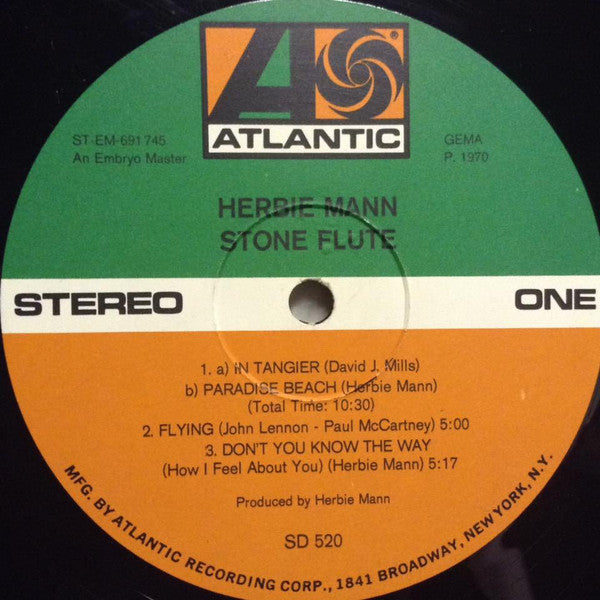 ATLANTIC
®
ST-EM-691 745
An Embryo Master
GEMA
P. 1970
HERBIE MANN
STONE FLUTE
STEREO
ONE
1. a) IN TANGIER (David J. Mills)
b) PARADISE BEACH (Herbie Mann)
(Total Time: 10:30)
2. FLYING (John Lennon - Paul McCartney) 5:00
3. DON'T YOU KNOW THE WAY
(How I Feel About You) (Herbie Mann) 5:17
Produced by Herbie Mann
SD 520
MFG. BY ATLANTIC RECORDING CORP., 1841 BROADWAY, NEW YORK, N.Y.